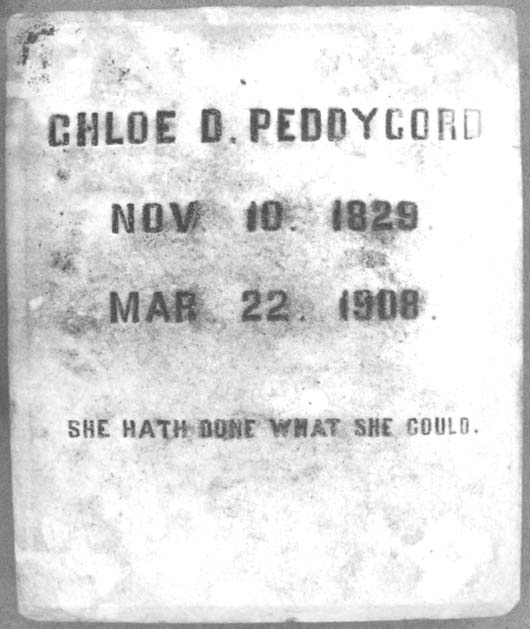 CHLOE D. PEDDYCORD
NOV. 10. 1829
MAR. 22. 1908.
SHE HATH DONE WHAT SHE COULD.